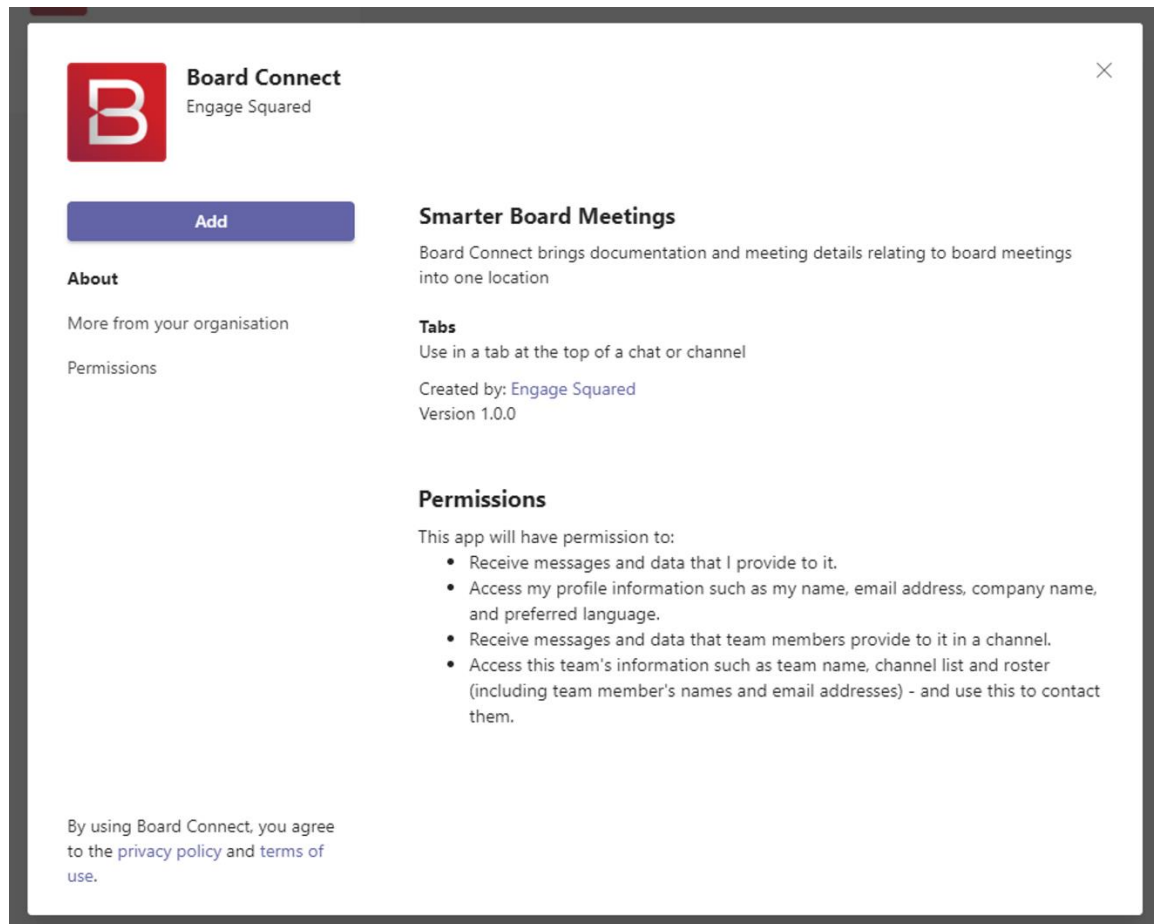 B
Board Connect
Engage Squared
Add
About
More from your organisation
Permissions
By using Board Connect, you agree
to the privacy policy and terms of
use.
Smarter Board Meetings
Board Connect brings documentation and meeting details relating to board meetings
into one location
Tabs
Use in a tab at the top of a chat or channel
Created by: Engage Squared
Version 1.0.0
Permissions
This app will have permission to:
• Receive messages and data that I provide to it.
• Access my profile information such as my name, email address, company name,
and preferred language.
• Receive messages and data that team members provide to it in a channel.
• Access this team's information such as team name, channel list and roster
(including team member's names and email addresses) - and use this to contact
them.